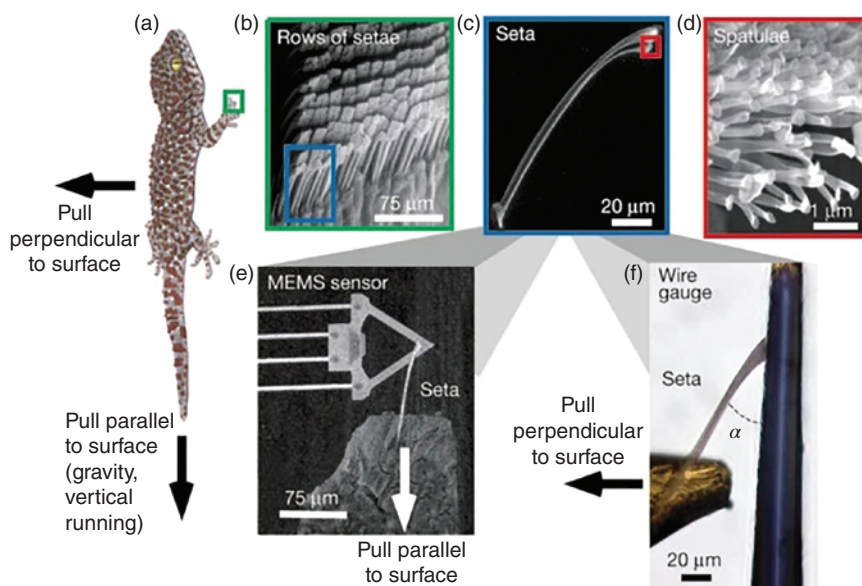 (a)
Pull
perpendicular
to surface
Pull parallel
to surface
(gravity,
vertical
running)
(b)
Rows of setae
75 μm
(c)
Seta
20 μm
(d)
Spatulae
1 μm
(e)
MEMS sensor
Seta
75 μm
Pull parallel
to surface
Pull
perpendicular
to surface
(f)
Wire
gauge
Seta
α
20 μm